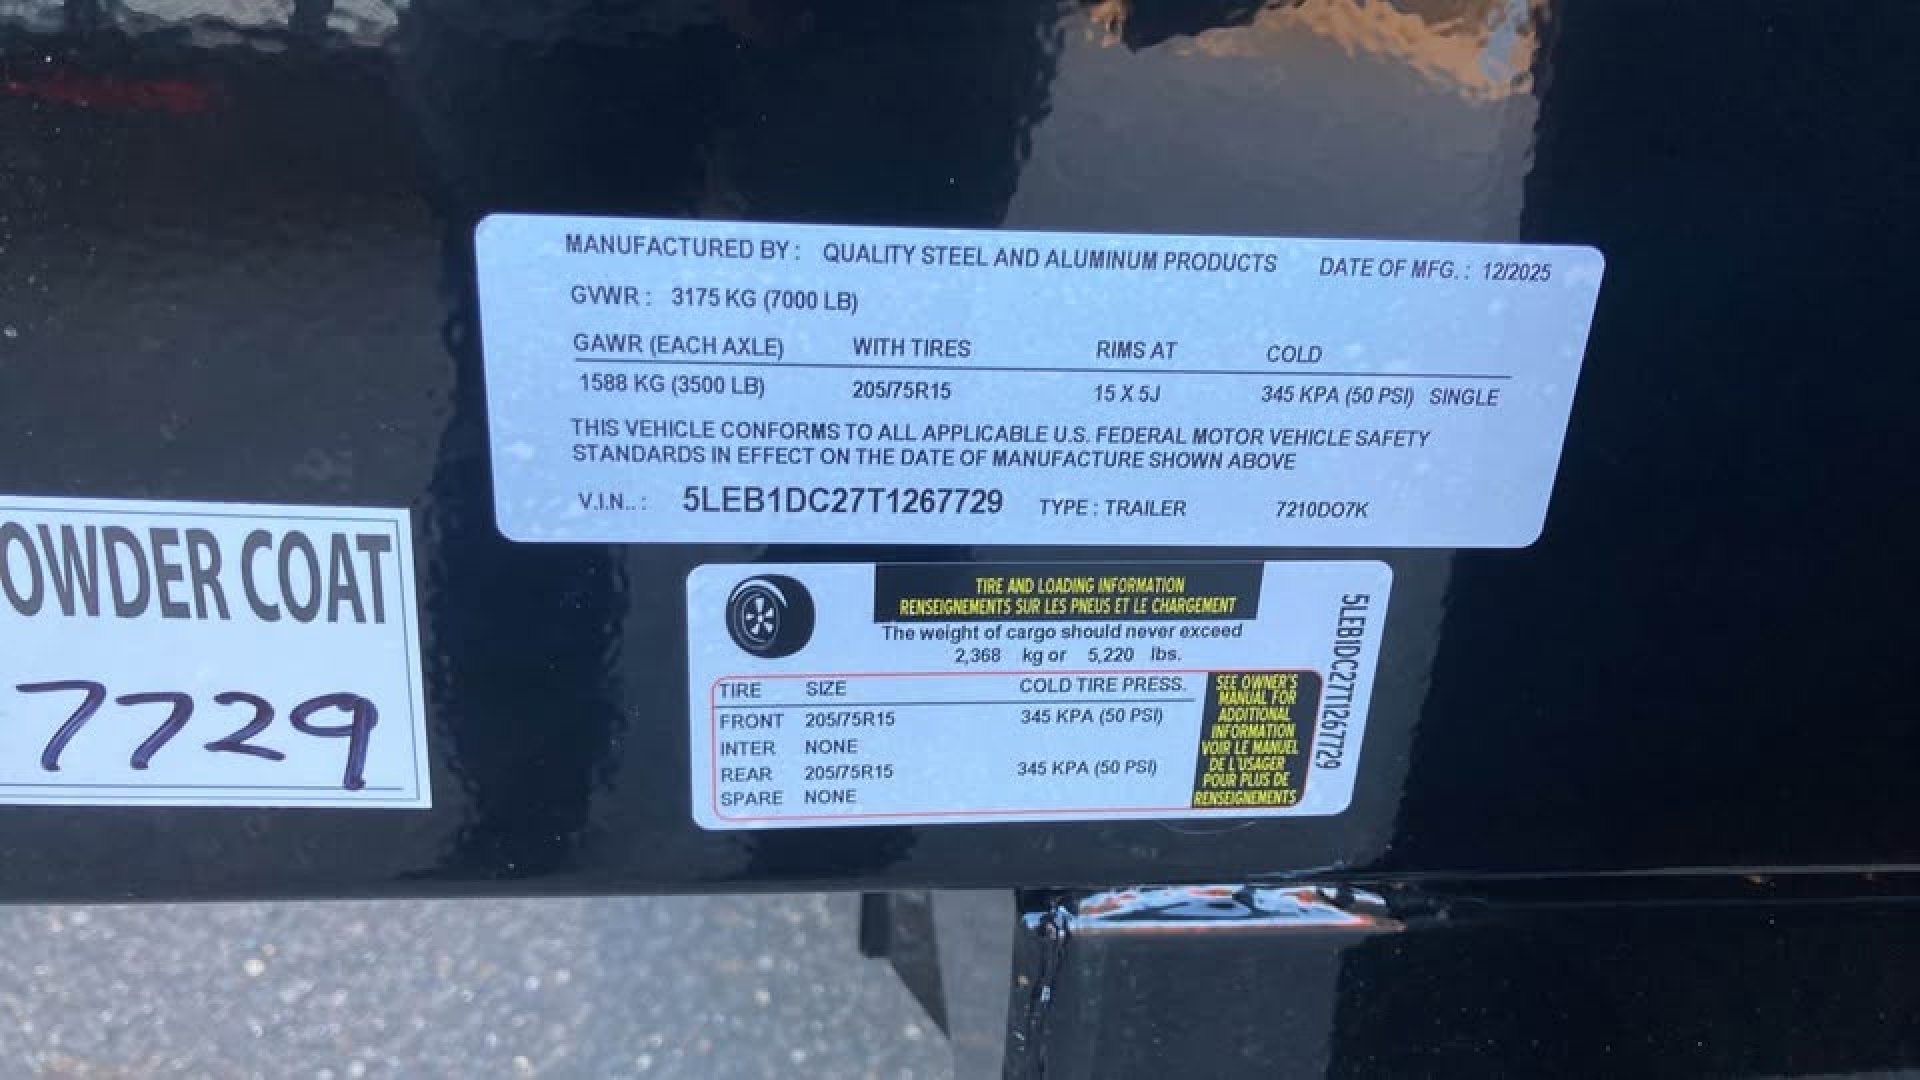 MANUFACTURED BY : QUALITY STEEL AND ALUMINUM PRODUCTS DATE OF MFG. : 12/2025
GVWR : 3175 KG (7000 LB)
GAWR (EACH AXLE) WITH TIRES RIMS AT COLD
1588 KG (3500 LB) 205/75R15 15 X 5J 345 KPA (50 PSI) SINGLE
THIS VEHICLE CONFORMS TO ALL APPLICABLE U.S. FEDERAL MOTOR VEHICLE SAFETY
STANDARDS IN EFFECT ON THE DATE OF MANUFACTURE SHOWN ABOVE
V.I.N.. : 5LEB1DC27T1267729 TYPE : TRAILER 7210DO7K
OWDER COAT
7729
TIRE AND LOADING INFORMATION
RENSEIGNEMENTS SUR LES PNEUS ET LE CHARGEMENT
The weight of cargo should never exceed
2,368 kg or 5,220 lbs.
TIRE SIZE COLD TIRE PRESS.
FRONT 205/75R15 345 KPA (50 PSI)
INTER NONE
REAR 205/75R15 345 KPA (50 PSI)
SPARE NONE
SEE OWNER'S
MANUAL FOR
ADDITIONAL
INFORMATION
VOIR LE MANUEL
DE L'USAGER
POUR PLUS DE
RENSEIGNEMENTS
5LEB1DC27T1267729